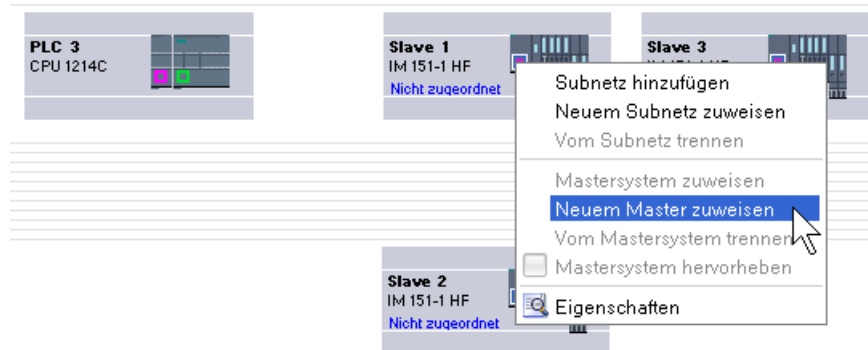 PLC 3
CPU 1214C
Slave 1
IM 151-1 HF
Nicht zugeordnet
Slave 3
Subnetz hinzufügen
Neuem Subnetz zuweisen
Vom Subnetz trennen
Mastersystem zuweisen
Neuem Master zuweisen
Vom Mastersystem trennen
Mastersystem hervorheben
Eigenschaften
Slave 2
IM 151-1 HF
Nicht zugeordnet